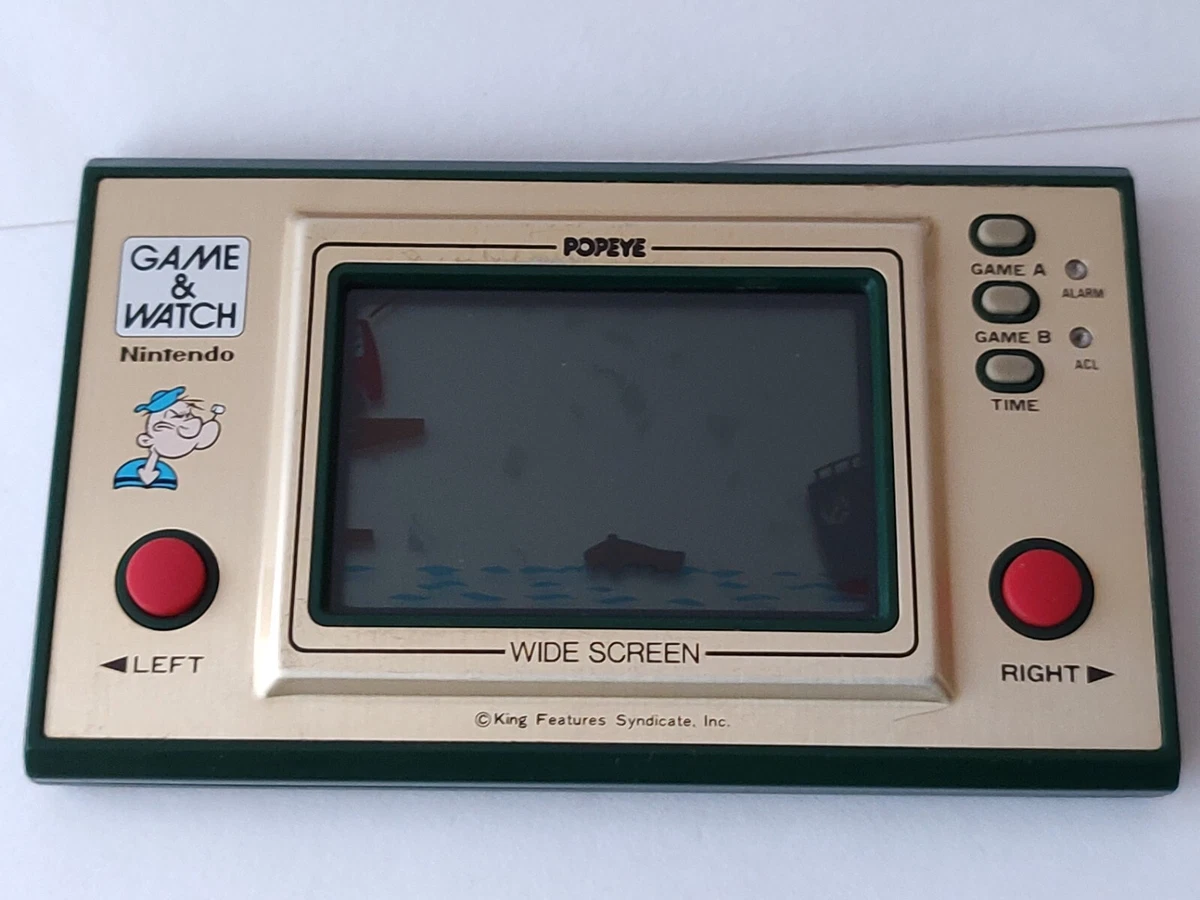 GAME
&
WATCH
Nintendo
POPEYE
GAME A
ALARM
GAME B
ACL
TIME
◀LEFT
WIDE SCREEN
RIGHT▶
©King Features Syndicate, Inc.